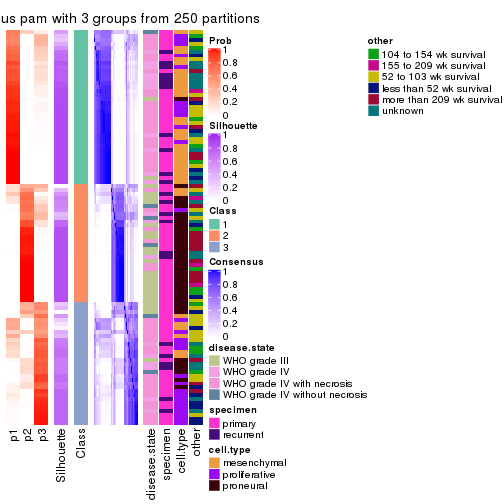 us pam with 3 groups from 250 partitions
Prob
1
0.8
0.6
0.4
0.2
0
Silhouette
1
0.8
0.6
0.4
0.2
0
Class
1
2
3
Consensus
1
0.8
0.6
0.4
0.2
0
disease.state
WHO grade III
WHO grade IV
WHO grade IV with necrosis
WHO grade IV without necrosis
specimen
primary
recurrent
cell.type
mesenchymal
proliferative
proneural
other
104 to 154 wk survival
155 to 209 wk survival
52 to 103 wk survival
less than 52 wk survival
more than 209 wk survival
unknown
p1
p2
p3
Silhouette
Class
disease.state
specimen
cell.type
other